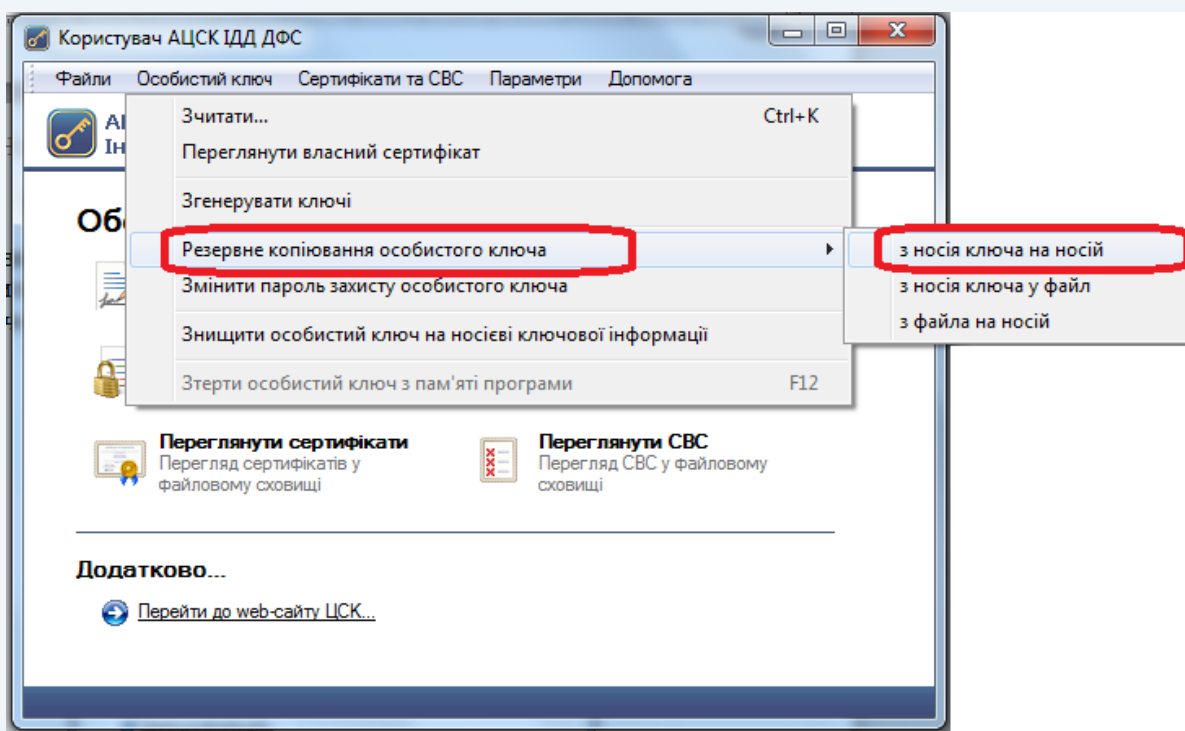 Користувач АЦСК ІДД ДФС
Файли Особистий ключ Сертифікати та СВС Параметри Допомога
Зчитати... Ctrl+K
Переглянути власний сертифікат
Згенерувати ключі
Резервне копіювання особистого ключа
з носія ключа на носій
Змінити пароль захисту особистого ключа
з носія ключа у файл
з файла на носій
Знищити особистий ключ на носієві ключової інформації
Зтерти особистий ключ з пам'яті програми F12
Переглянути сертифікати
Перегляд сертифікатів у
файловому сховищі
Переглянути СВС
Перегляд СВС у файловому
сховищі
Додатково...
Перейти до web-сайту ЦСК...